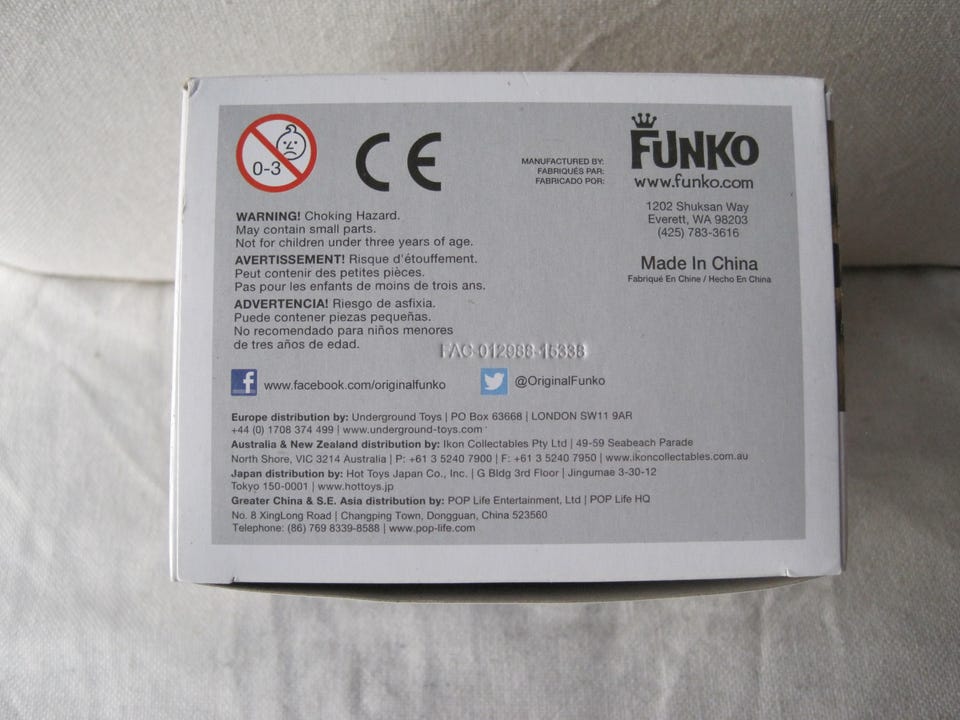 0-3
CE
MANUFACTURED BY:
FABRIQUÉS PAR:
FABRICADO POR:
FUNKO
www.funko.com
1202 Shuksan Way
Everett, WA 98203
(425) 783-3616
Made In China
Fabriqué En Chine / Hecho En China
WARNING! Choking Hazard.
May contain small parts.
Not for children under three years of age.
AVERTISSEMENT! Risque d'étouffement.
Peut contenir des petites pièces.
Pas pour les enfants de moins de trois ans.
ADVERTENCIA! Riesgo de asfixia.
Puede contener piezas pequeñas.
No recomendado para niños menores
de tres años de edad.
FAC-012988-15338
f www.facebook.com/originalfunko
@OriginalFunko
Europe distribution by: Underground Toys | PO Box 63668 | LONDON SW11 9AR
+44 (0) 1708 374 499 | www.underground-toys.com
Australia & New Zealand distribution by: Ikon Collectables Pty Ltd | 49-59 Seabeach Parade
North Shore, VIC 3214 Australia | P: +61 3 5240 7900 | F: +61 3 5240 7950 | www.ikoncollectables.com.au
Japan distribution by: Hot Toys Japan Co., Inc. | G Bldg 3rd Floor | Jingumae 3-30-12
Tokyo 150-0001 | www.hottoys.jp
Greater China & S.E. Asia distribution by: POP Life Entertainment, Ltd | POP Life HQ
No. 8 XingLong Road | Changping Town, Dongguan, China 523560
Telephone: (86) 769 8339-8588 | www.pop-life.com